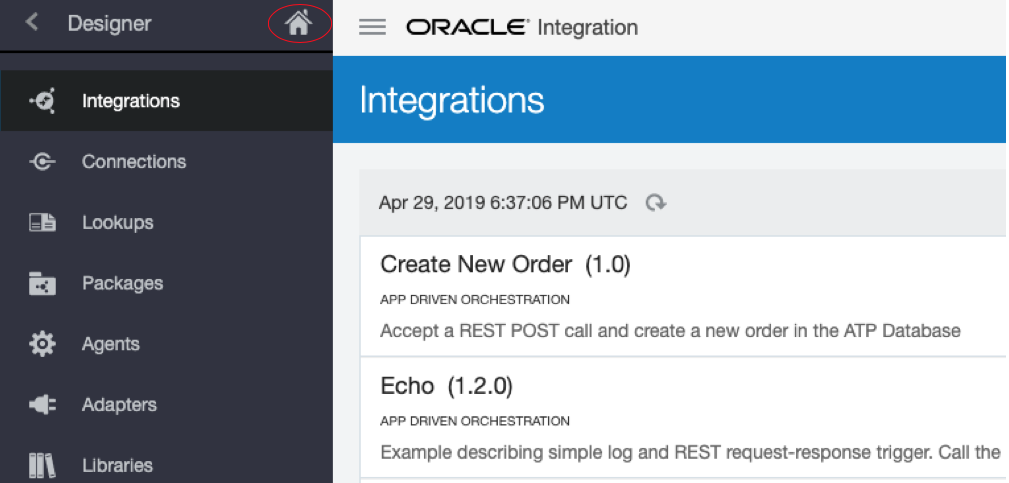 Designer
ORACLE® Integration
Integrations
Integrations
Connections
Lookups
Packages
Agents
Adapters
Libraries
Apr 29, 2019 6:37:06 PM UTC
Create New Order (1.0)
APP DRIVEN ORCHESTRATION
Accept a REST POST call and create a new order in the ATP Database
Echo (1.2.0)
APP DRIVEN ORCHESTRATION
Example describing simple log and REST request-response trigger. Call the